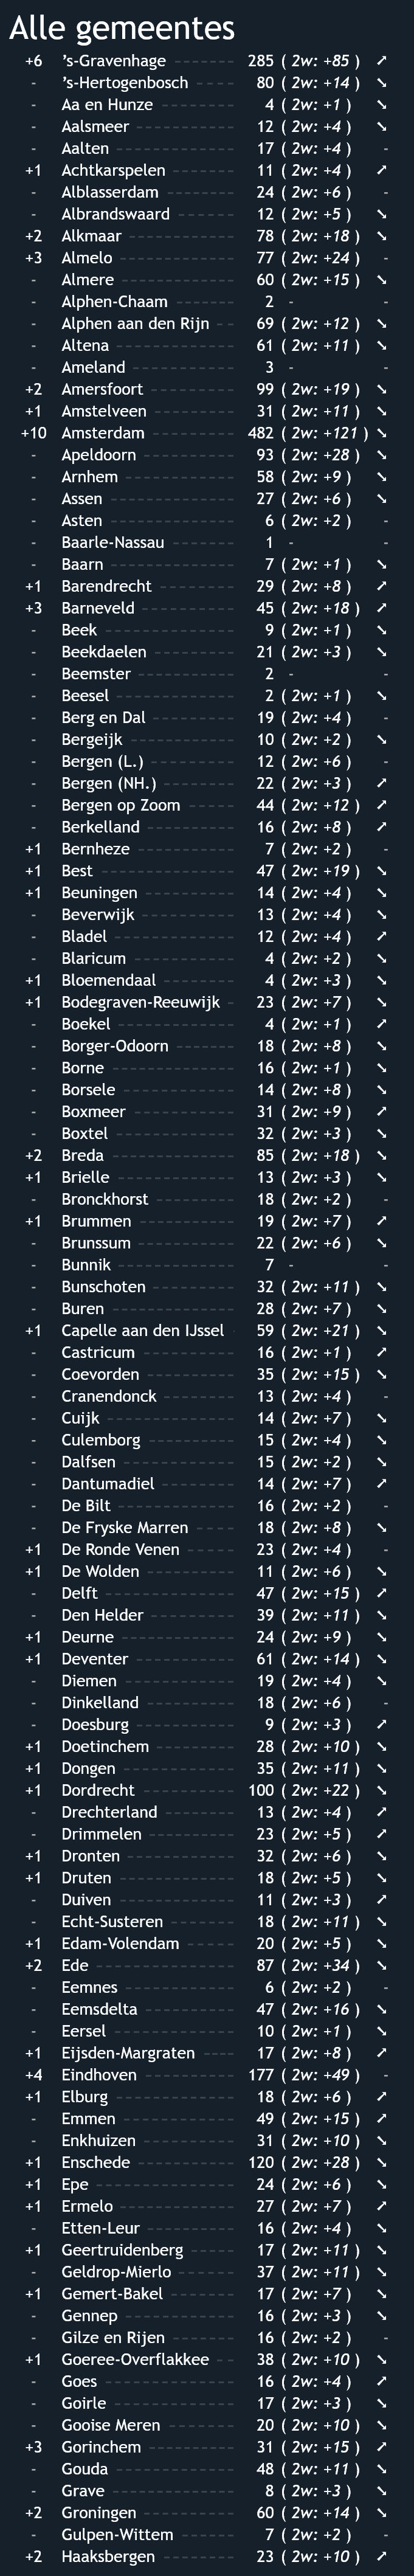 Alle gemeentes
+6 's-Gravenhage 285 ( 2w: +85 ) ➚
- 's-Hertogenbosch 80 ( 2w: +14 ) ➘
- Aa en Hunze 4 ( 2w: +1 ) ➘
- Aalsmeer 12 ( 2w: +4 ) ➘
- Aalten 17 ( 2w: +4 ) -
+1 Achtkarspelen 11 ( 2w: +4 ) ➚
- Alblasserdam 24 ( 2w: +6 ) -
- Albrandswaard 12 ( 2w: +5 ) ➘
+2 Alkmaar 78 ( 2w: +18 ) ➘
+3 Almelo 77 ( 2w: +24 ) -
- Almere 60 ( 2w: +15 ) ➘
- Alphen-Chaam 2 - -
- Alphen aan den Rijn 69 ( 2w: +12 ) ➘
- Altena 61 ( 2w: +11 ) ➘
- Ameland 3 - -
+2 Amersfoort 99 ( 2w: +19 ) ➘
+1 Amstelveen 31 ( 2w: +11 ) ➘
+10 Amsterdam 482 ( 2w: +121 ) ➘
- Apeldoorn 93 ( 2w: +28 ) ➘
- Arnhem 58 ( 2w: +9 ) ➘
- Assen 27 ( 2w: +6 ) ➘
- Asten 6 ( 2w: +2 ) -
- Baarle-Nassau 1 - -
- Baarn 7 ( 2w: +1 ) ➘
+1 Barendrecht 29 ( 2w: +8 ) ➚
+3 Barneveld 45 ( 2w: +18 ) ➚
- Beek 9 ( 2w: +1 ) ➘
- Beekdaelen 21 ( 2w: +3 ) ➘
- Beemster 2 - -
- Beesel 2 ( 2w: +1 ) ➘
- Berg en Dal 19 ( 2w: +4 ) -
- Bergeijk 10 ( 2w: +2 ) ➘
- Bergen (L.) 12 ( 2w: +6 ) -
- Bergen (NH.) 22 ( 2w: +3 ) ➚
- Bergen op Zoom 44 ( 2w: +12 ) ➚
- Berkelland 16 ( 2w: +8 ) ➚
+1 Bernheze 7 ( 2w: +2 ) -
+1 Best 47 ( 2w: +19 ) ➘
+1 Beuningen 14 ( 2w: +4 ) ➘
- Beverwijk 13 ( 2w: +4 ) ➘
- Bladel 12 ( 2w: +4 ) ➚
- Blaricum 4 ( 2w: +2 ) ➘
+1 Bloemendaal 4 ( 2w: +3 ) ➘
+1 Bodegraven-Reeuwijk 23 ( 2w: +7 ) ➘
- Boekel 4 ( 2w: +1 ) ➚
- Borger-Odoorn 18 ( 2w: +8 ) ➘
- Borne 16 ( 2w: +1 ) ➘
- Borsele 14 ( 2w: +8 ) ➘
- Boxmeer 31 ( 2w: +9 ) ➚
- Boxtel 32 ( 2w: +3 ) ➘
+2 Breda 85 ( 2w: +18 ) ➘
+1 Brielle 13 ( 2w: +3 ) ➘
- Bronckhorst 18 ( 2w: +2 ) -
+1 Brummen 19 ( 2w: +7 ) ➚
- Brunssum 22 ( 2w: +6 ) ➘
- Bunnik 7 - -
- Bunschoten 32 ( 2w: +11 ) ➘
- Buren 28 ( 2w: +7 ) ➘
+1 Capelle aan den IJssel 59 ( 2w: +21 ) ➘
- Castricum 16 ( 2w: +1 ) ➚
- Coevorden 35 ( 2w: +15 ) ➘
- Cranendonck 13 ( 2w: +4 ) -
- Cuijk 14 ( 2w: +7 ) ➘
- Culemborg 15 ( 2w: +4 ) ➘
- Dalfsen 15 ( 2w: +2 ) ➘
- Dantumadiel 14 ( 2w: +7 ) ➚
- De Bilt 16 ( 2w: +2 ) -
- De Fryske Marren 18 ( 2w: +8 ) ➘
+1 De Ronde Venen 23 ( 2w: +4 ) -
+1 De Wolden 11 ( 2w: +6 ) ➘
- Delft 47 ( 2w: +15 ) ➚
- Den Helder 39 ( 2w: +11 ) ➘
+1 Deurne 24 ( 2w: +9 ) ➘
+1 Deventer 61 ( 2w: +14 ) ➘
- Diemen 19 ( 2w: +4 ) ➘
- Dinkelland 18 ( 2w: +6 ) -
- Doesburg 9 ( 2w: +3 ) ➚
+1 Doetinchem 28 ( 2w: +10 ) ➘
+1 Dongen 35 ( 2w: +11 ) ➘
+1 Dordrecht 100 ( 2w: +22 ) ➘
- Drechterland 13 ( 2w: +4 ) ➚
- Drimmelen 23 ( 2w: +5 ) ➚
+1 Dronten 32 ( 2w: +6 ) ➘
+1 Druten 18 ( 2w: +5 ) ➘
- Duiven 11 ( 2w: +3 ) ➚
- Echt-Susteren 18 ( 2w: +11 ) ➘
+1 Edam-Volendam 20 ( 2w: +5 ) ➘
+2 Ede 87 ( 2w: +34 ) ➘
- Eemnes 6 ( 2w: +2 ) -
- Eemsdelta 47 ( 2w: +16 ) ➘
- Eersel 10 ( 2w: +1 ) ➘
+1 Eijsden-Margraten 17 ( 2w: +8 ) ➚
+4 Eindhoven 177 ( 2w: +49 ) -
+1 Elburg 18 ( 2w: +6 ) ➚
- Emmen 49 ( 2w: +15 ) ➚
- Enkhuizen 31 ( 2w: +10 ) ➘
+1 Enschede 120 ( 2w: +28 ) ➘
+1 Epe 24 ( 2w: +6 ) ➘
+1 Ermelo 27 ( 2w: +7 ) ➚
- Etten-Leur 16 ( 2w: +4 ) ➘
+1 Geertruidenberg 17 ( 2w: +11 ) ➘
- Geldrop-Mierlo 37 ( 2w: +11 ) ➘
+1 Gemert-Bakel 17 ( 2w: +7 ) ➘
- Gennep 16 ( 2w: +3 ) ➘
- Gilze en Rijen 16 ( 2w: +2 ) -
+1 Goeree-Overflakkee 38 ( 2w: +10 ) ➘
- Goes 16 ( 2w: +4 ) ➚
- Goirle 17 ( 2w: +3 ) ➘
- Gooise Meren 20 ( 2w: +10 ) ➘
+3 Gorinchem 31 ( 2w: +15 ) ➚
- Gouda 48 ( 2w: +11 ) ➘
- Grave 8 ( 2w: +3 ) ➘
+2 Groningen 60 ( 2w: +14 ) ➘
- Gulpen-Wittem 7 ( 2w: +2 ) -
+2 Haaksbergen 23 ( 2w: +10 ) ➚